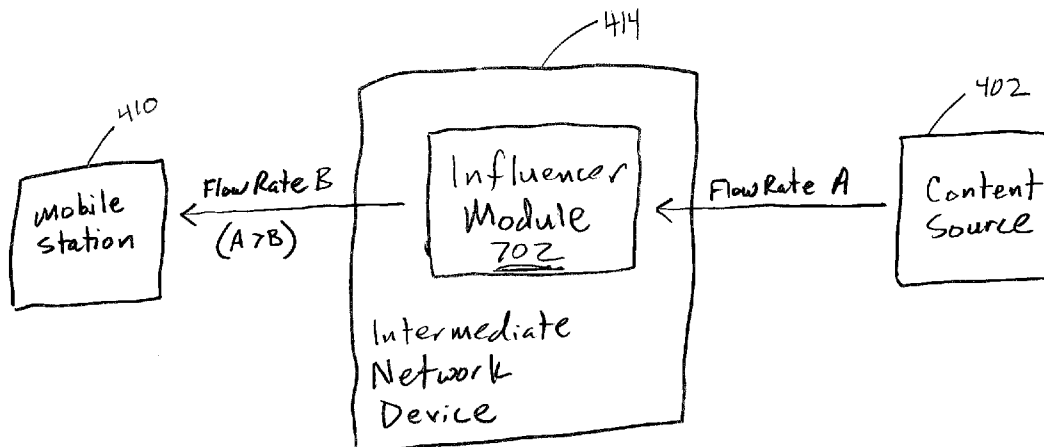 414
410
402
Mobile
station
Flow Rate B
(A>B)
Influencer
Module
702
Flow Rate A
Content
Source
Intermediate
Network
Device